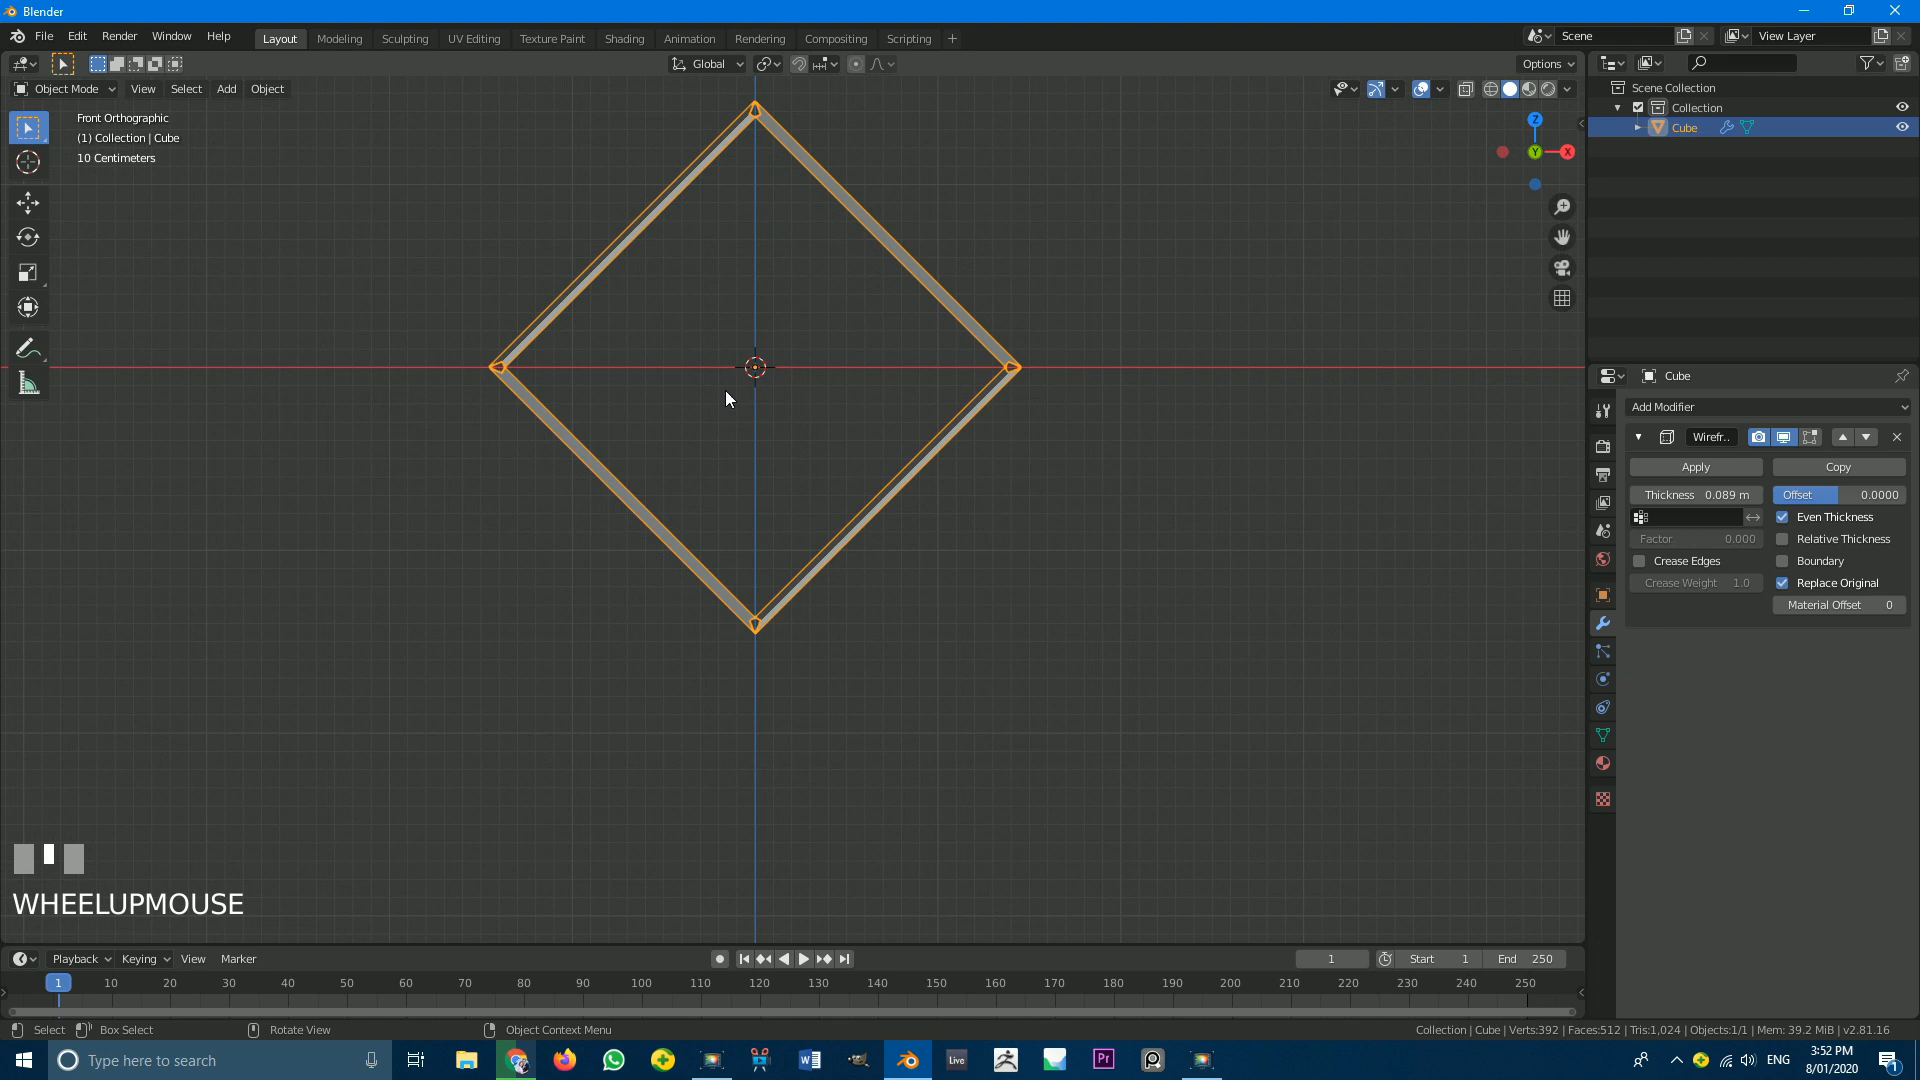 Blender
File Edit Render Window Help
Layout Modeling Sculpting UV Editing Texture Paint Shading Animation Rendering Compositing Scripting
Scene View Layer
Global Options
Object Mode View Select Add Object
Front Orthographic
(1) Collection | Cube
10 Centimeters
Z
Y X
Scene Collection
Collection
Cube
Cube
Add Modifier
Wirefr..
Apply Copy
Thickness 0.089 m Offset 0.0000
Even Thickness
Factor 0.000 Relative Thickness
Crease Edges Boundary
Crease Weight 1.0 Replace Original
Material Offset 0
WHEELUPMOUSE
Playback Keying View Marker 1 Start 1 End 250
1 10 20 30 40 50 60 70 80 90 100 110 120 130 140 150 160 170 180 190 200 210 220 230 240 250
Select Box Select Rotate View Object Context Menu Collection | Cube | Verts:392 | Faces:512 | Tris:1,024 | Objects:1/1 | Mem: 39.2 MiB | v2.81.16
Type here to search Live Pr ENG 3:52 PM
8/01/2020 1